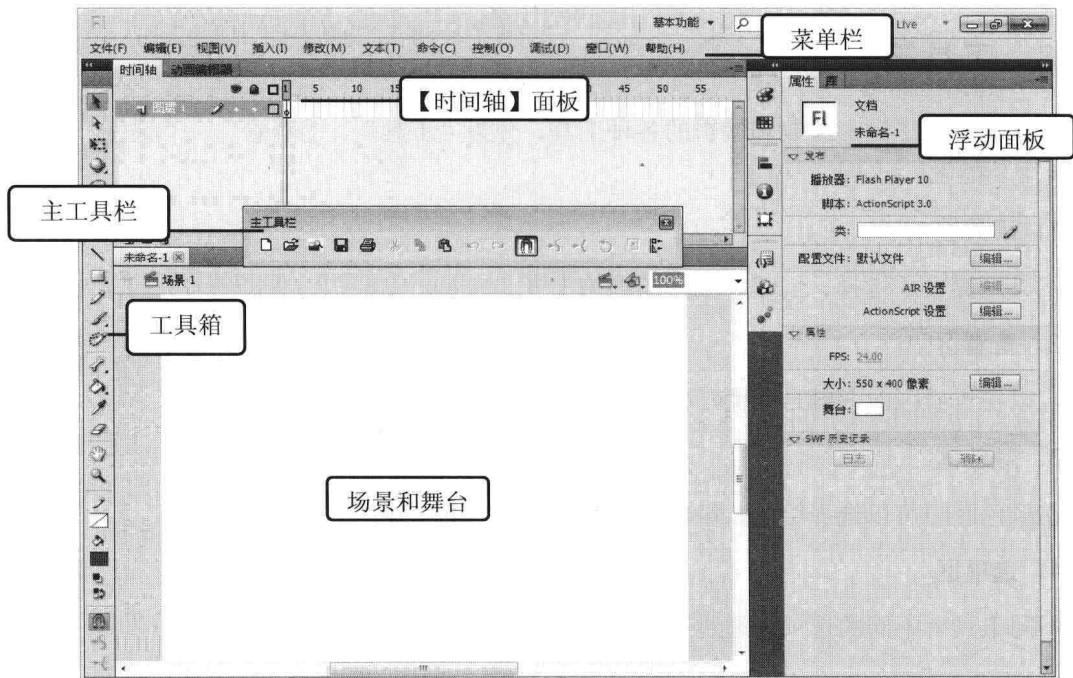 Fl 基本功能 Live
菜单栏
文件(F) 编辑(E) 视图(V) 插入(I) 修改(M) 文本(T) 命令(C) 控制(O) 调试(D) 窗口(W) 帮助(H)
时间轴 动画编辑器
1 5 10 15 45 50 55
图层 1
【时间轴】面板
属性 库
Fl
文档
未命名-1
浮动面板
发布
播放器: Flash Player 10
脚本: ActionScript 3.0
类:
配置文件: 默认文件 编辑...
AIR 设置 编辑...
ActionScript 设置 编辑...
属性
FPS: 24.00
大小: 550 x 400 像素 编辑...
舞台:
SWF 历史记录
日志 清除
主工具栏
主工具栏
未命名-1
场景 1 100%
工具箱
场景和舞台